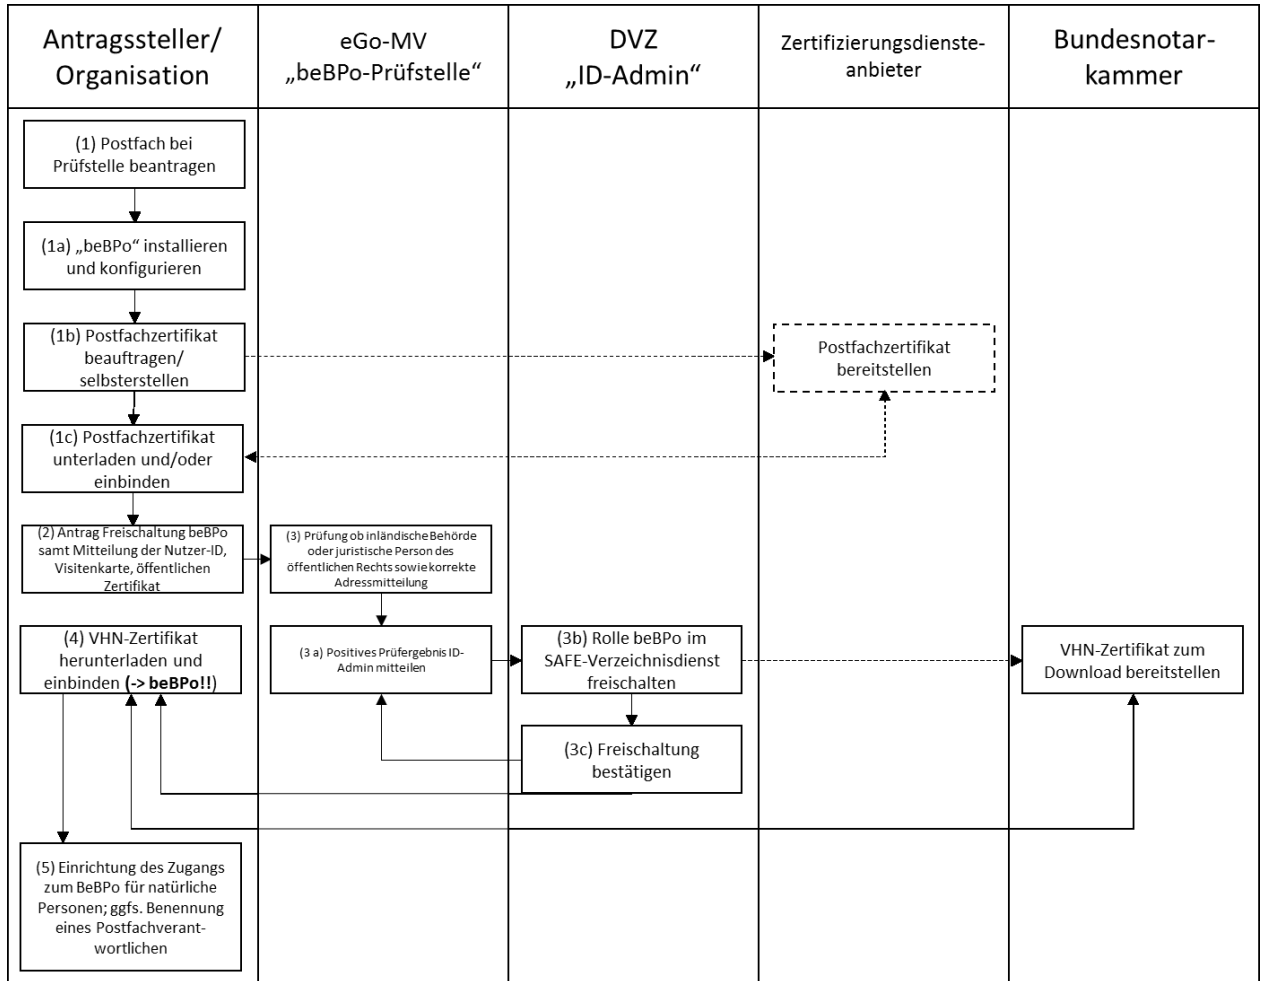 Antragssteller/
Organisation
eGo-MV
„beBPo-Prüfstelle“
DVZ
„ID-Admin“
Zertifizierungsdienste-
anbieter
Bundesnotar-
kammer
(1) Postfach bei
Prüfstelle beantragen
(1a) „beBPo“ installieren
und konfigurieren
(1b) Postfachzertifikat
beauftragen/
selbsterstellen
Postfachzertifikat
bereitstellen
(1c) Postfachzertifikat
unterladen und/oder
einbinden
(2) Antrag Freischaltung beBPo
samt Mitteilung der Nutzer-ID,
Visitenkarte, öffentlichen
Zertifikat
(3) Prüfung ob inländische Behörde
oder juristische Person des
öffentlichen Rechts sowie korrekte
Adressmitteilung
(4) VHN-Zertifikat
herunterladen und
einbinden (-> beBPo!!)
(3 a) Positives Prüfergebnis ID-
Admin mitteilen
(3b) Rolle beBPo im
SAFE-Verzeichnisdienst
freischalten
VHN-Zertifikat zum
Download bereitstellen
(3c) Freischaltung
bestätigen
(5) Einrichtung des Zugangs
zum BeBPo für natürliche
Personen; ggfs. Benennung
eines Postfachverant-
wortlichen